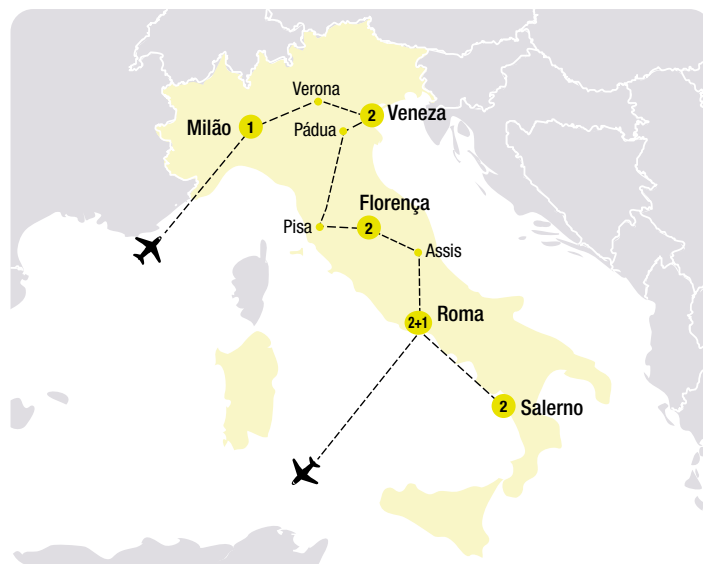 Verona
Milão
1
2
Veneza
Pádua
Florença
Pisa
2
Assis
Roma
2+1
2
Salerno